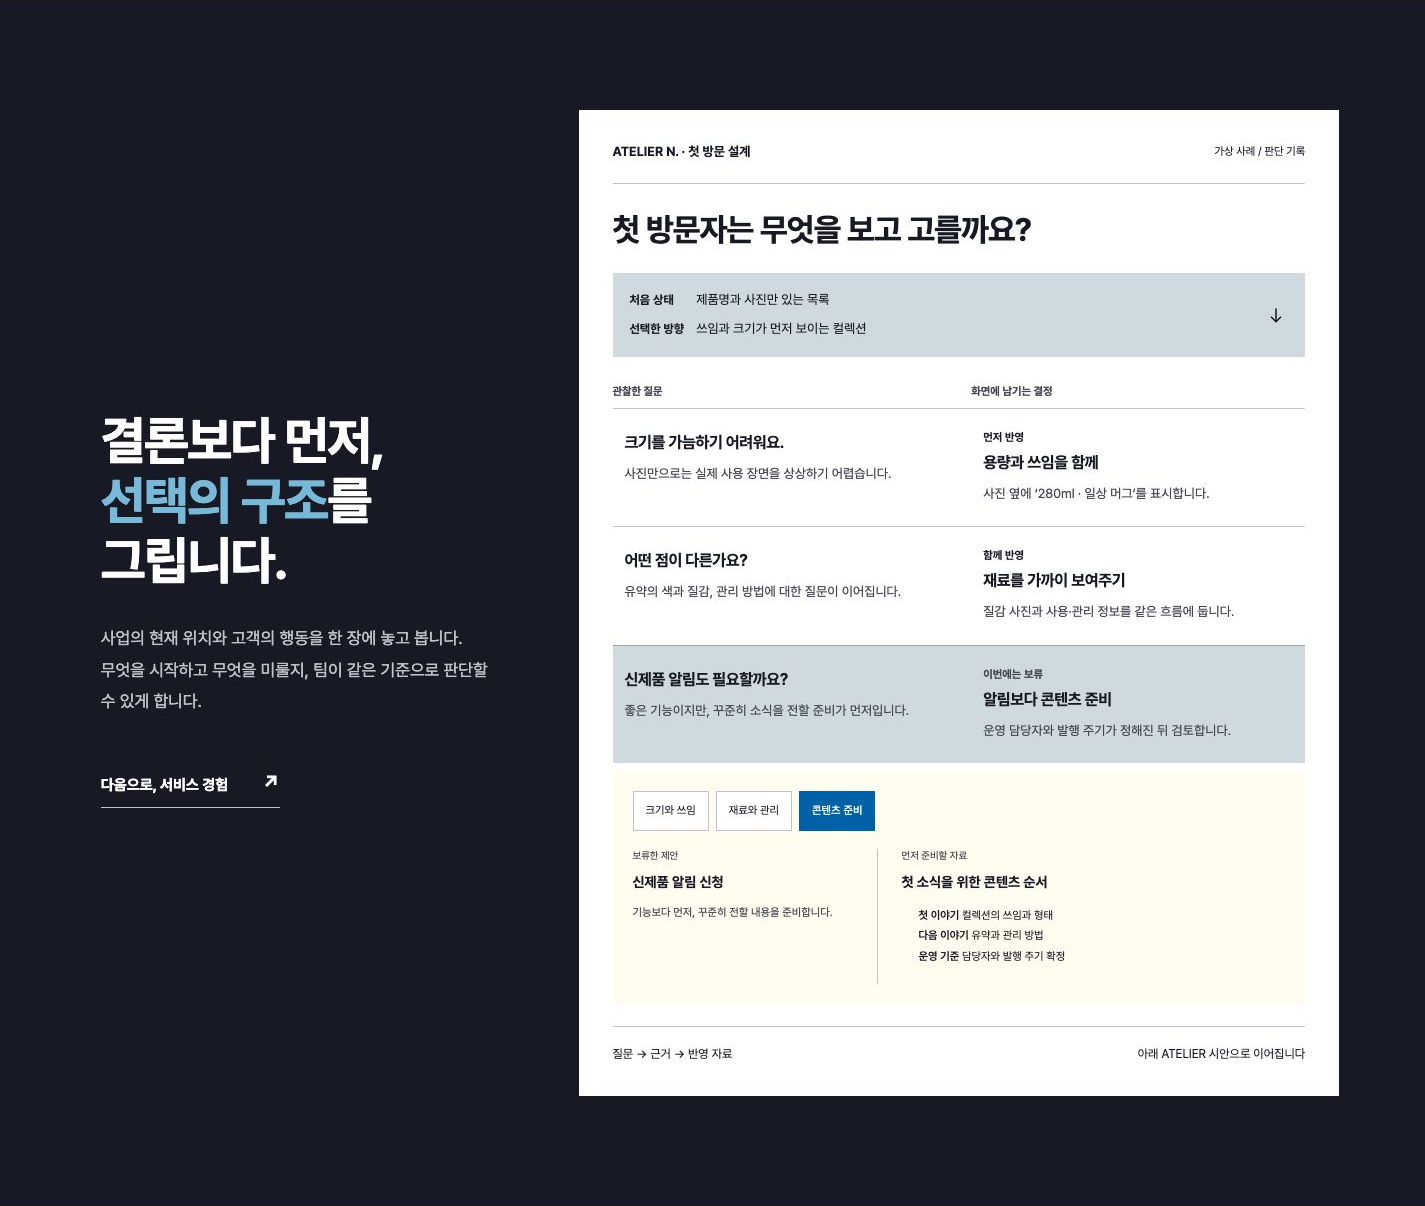 결론보다 먼저,
선택의 구조를
그립니다.
사업의 현재 위치와 고객의 행동을 한 장에 놓고 봅니다.
무엇을 시작하고 무엇을 미룰지, 팀이 같은 기준으로 판단할
수 있게 합니다.
다음으로, 서비스 경험 ↗
ATELIER N. · 첫 방문 설계
가상 사례 / 판단 기록
첫 방문자는 무엇을 보고 고를까요?
처음 상태 제품명과 사진만 있는 목록
선택한 방향 쓰임과 크기가 먼저 보이는 컬렉션
↓
관찰한 질문
화면에 남기는 결정
크기를 가늠하기 어려워요.
사진만으로는 실제 사용 장면을 상상하기 어렵습니다.
먼저 반영
용량과 쓰임을 함께
사진 옆에 ‘280ml · 일상 머그’를 표시합니다.
어떤 점이 다른가요?
유약의 색과 질감, 관리 방법에 대한 질문이 이어집니다.
함께 반영
재료를 가까이 보여주기
질감 사진과 사용·관리 정보를 같은 흐름에 둡니다.
신제품 알림도 필요할까요?
좋은 기능이지만, 꾸준히 소식을 전할 준비가 먼저입니다.
이번에는 보류
알림보다 콘텐츠 준비
운영 담당자와 발행 주기가 정해진 뒤 검토합니다.
크기와 쓰임
재료와 관리
콘텐츠 준비
보류한 제안
신제품 알림 신청
기능보다 먼저, 꾸준히 전할 내용을 준비합니다.
먼저 준비할 자료
첫 소식을 위한 콘텐츠 순서
첫 이야기 컬렉션의 쓰임과 형태
다음 이야기 유약과 관리 방법
운영 기준 담당자와 발행 주기 확정
질문 → 근거 → 반영 자료
아래 ATELIER 시안으로 이어집니다